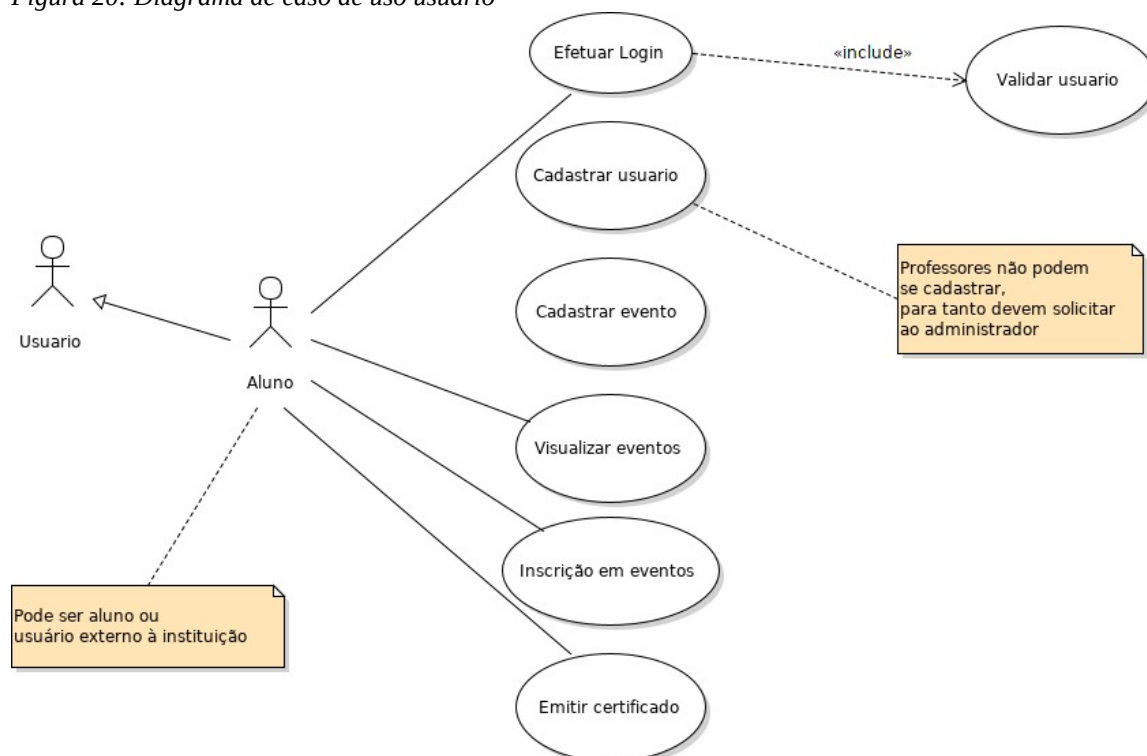 Figura 20: Diagrama de caso de uso usuário
Efetuar Login
«include»
Validar usuario
Cadastrar usuario
Professores não podem
se cadastrar,
para tanto devem solicitar
ao administrador
Cadastrar evento
Usuario
Aluno
Visualizar eventos
Inscrição em eventos
Pode ser aluno ou
usuário externo à instituição
Emitir certificado